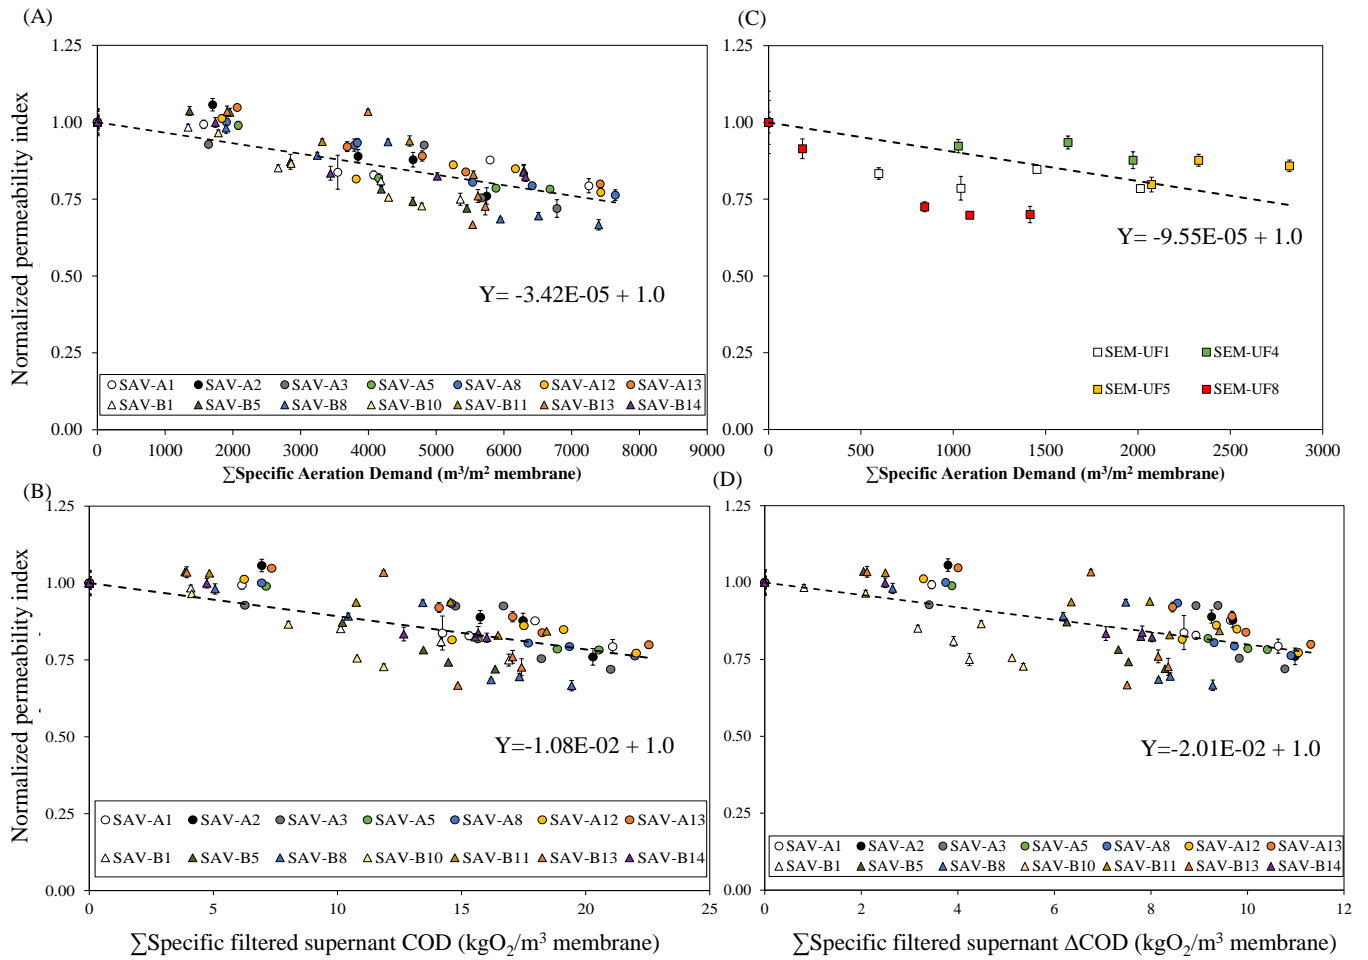 (A)
Normalized permeability index
1.25
1.00
0.75
0.50
0.25
0.00
Y= -3.42E-05 + 1.0
SAV-A1 SAV-A2 SAV-A3 SAV-A5 SAV-A8 SAV-A12 SAV-A13
SAV-B1 SAV-B5 SAV-B8 SAV-B10 SAV-B11 SAV-B13 SAV-B14
0 1000 2000 3000 4000 5000 6000 7000 8000 9000
∑Specific Aeration Demand (m³/m² membrane)
(C)
1.25
1.00
0.75
0.50
0.25
0.00
Y= -9.55E-05 + 1.0
SEM-UF1 SEM-UF4
SEM-UF5 SEM-UF8
0 500 1000 1500 2000 2500 3000
∑Specific Aeration Demand (m³/m² membrane)
(B)
Normalized permeability index
1.25
1.00
0.75
0.50
0.25
0.00
Y=-1.08E-02 + 1.0
SAV-A1 SAV-A2 SAV-A3 SAV-A5 SAV-A8 SAV-A12 SAV-A13
SAV-B1 SAV-B5 SAV-B8 SAV-B10 SAV-B11 SAV-B13 SAV-B14
0 5 10 15 20 25
∑Specific filtered supernant COD (kgO₂/m³ membrane)
(D)
1.25
1.00
0.75
0.50
0.25
0.00
Y=-2.01E-02 + 1.0
SAV-A1 SAV-A2 SAV-A3 SAV-A5 SAV-A8 SAV-A12 SAV-A13
SAV-B1 SAV-B5 SAV-B8 SAV-B10 SAV-B11 SAV-B13 SAV-B14
0 2 4 6 8 10 12
∑Specific filtered supernant ΔCOD (kgO₂/m³ membrane)